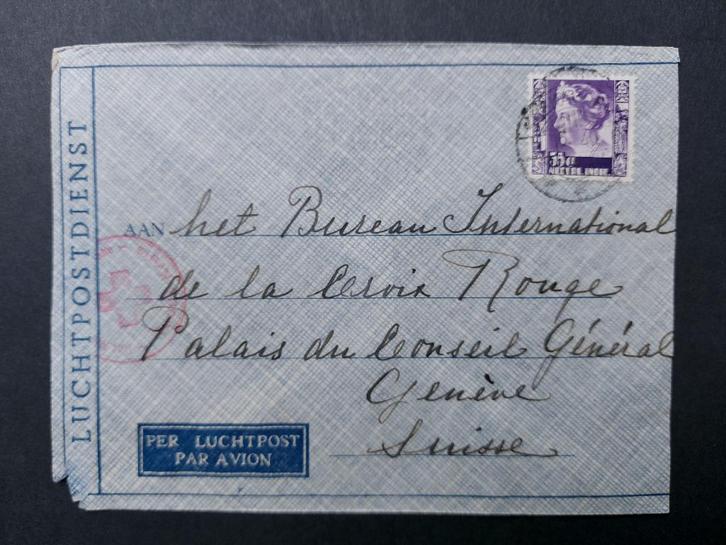 LUCHTPOSTDIENST
55c
NEDERL. INDIE
AAN het Bureau International
de la Croix Rouge
Palais du Conseil Général
Genève
Suisse
PER LUCHTPOST
PAR AVION